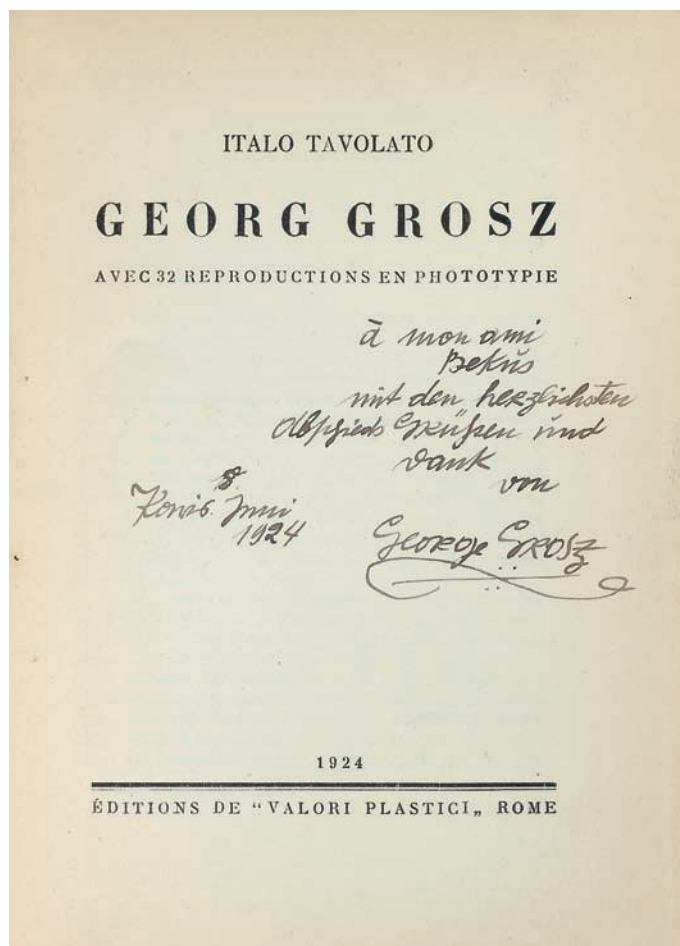 ITALO TAVOLATO
GEORG GROSZ
AVEC 32 REPRODUCTIONS EN PHOTOTYPIE
à mon ami
Bekus
mit den herzlichsten
Abschieds Grüßen und
Dank
von
George Grosz
8.
Paris. Juni
1924
1924
ÉDITIONS DE “VALORI PLASTICI„ ROME